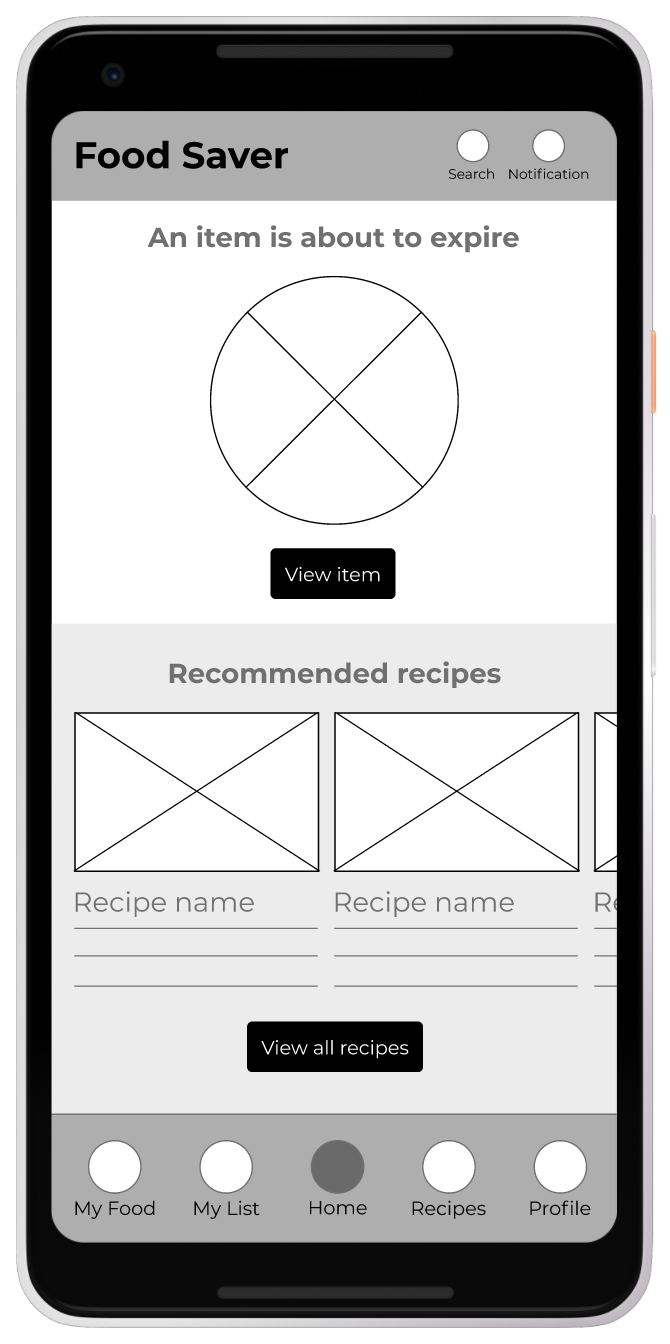 Food Saver
Search Notification
An item is about to expire
View item
Recommended recipes
Recipe name Recipe name Re
View all recipes
My Food My List Home Recipes Profile